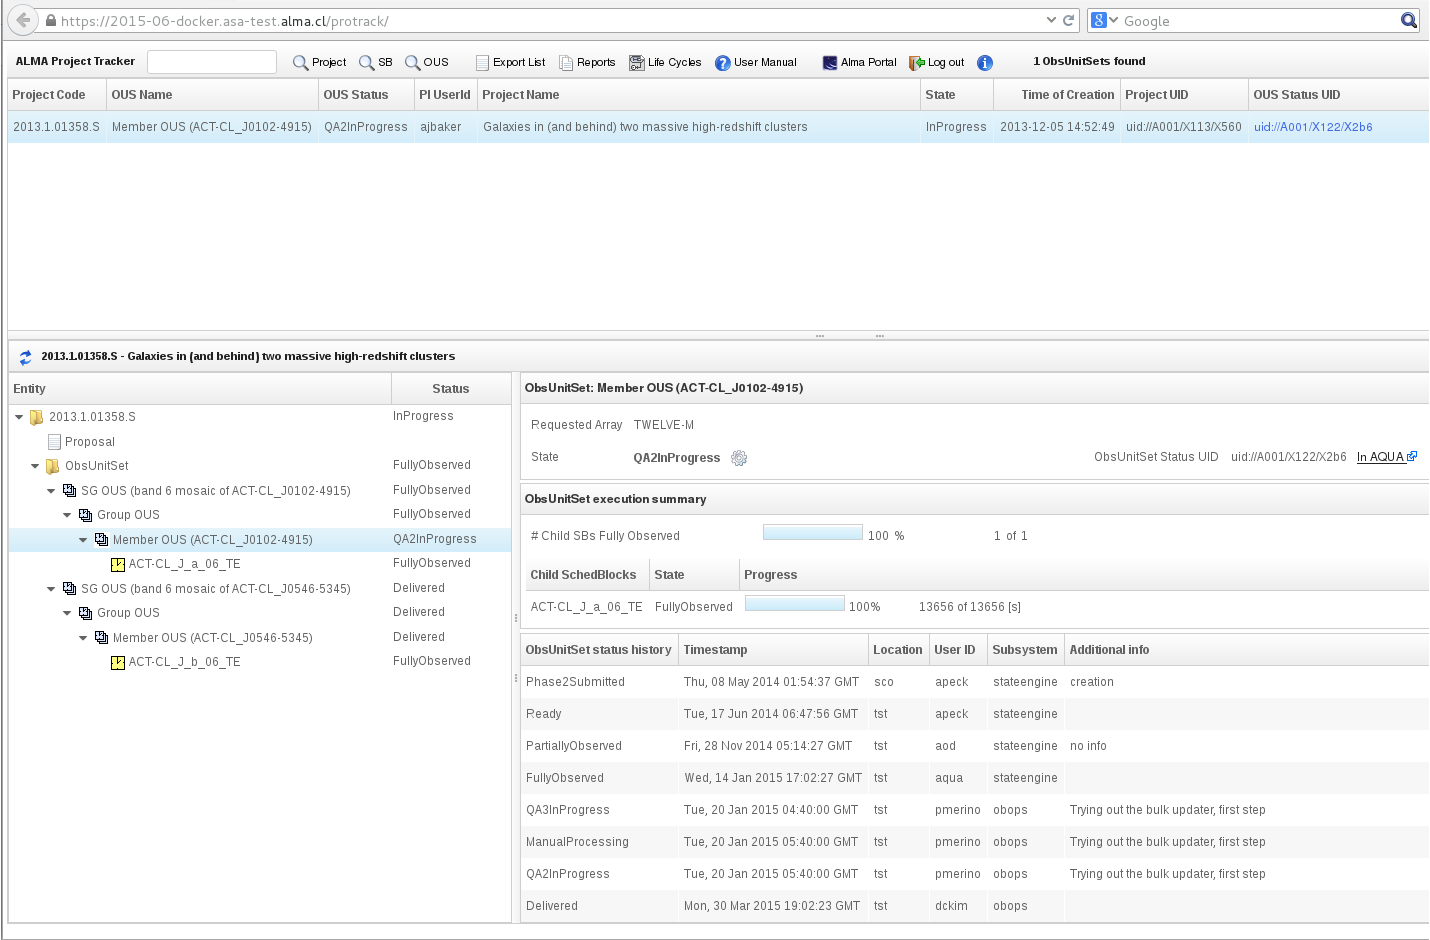 https://2015-06-docker.asa-test.alma.cl/protrack/ Google
ALMA Project Tracker Project SB OUS Export List Reports Life Cycles User Manual Alma Portal Log out 1 ObsUnitSets found
Project Code OUS Name OUS Status PI UserId Project Name State Time of Creation Project UID OUS Status UID
2013.1.01358.S Member OUS (ACT-CL_J0102-4915) QA2InProgress ajbaker Galaxies in (and behind) two massive high-redshift clusters InProgress 2013-12-05 14:52:49 uid://A001/X113/X560 uid://A001/X122/X2b6
2013.1.01358.S - Galaxies in (and behind) two massive high-redshift clusters
Entity Status
2013.1.01358.S InProgress
Proposal
ObsUnitSet FullyObserved
SG OUS (band 6 mosaic of ACT-CL_J0102-4915) FullyObserved
Group OUS FullyObserved
Member OUS (ACT-CL_J0102-4915) QA2InProgress
ACT-CL_J_a_06_TE FullyObserved
SG OUS (band 6 mosaic of ACT-CL_J0546-5345) Delivered
Group OUS Delivered
Member OUS (ACT-CL_J0546-5345) Delivered
ACT-CL_J_b_06_TE FullyObserved
ObsUnitSet: Member OUS (ACT-CL_J0102-4915)
Requested Array TWELVE-M
State QA2InProgress ObsUnitSet Status UID uid://A001/X122/X2b6 In AQUA
ObsUnitSet execution summary
# Child SBs Fully Observed 100 % 1 of 1
Child SchedBlocks State Progress
ACT-CL_J_a_06_TE FullyObserved 100% 13656 of 13656 [s]
ObsUnitSet status history Timestamp Location User ID Subsystem Additional info
Phase2Submitted Thu, 08 May 2014 01:54:37 GMT sco apeck stateengine creation
Ready Tue, 17 Jun 2014 06:47:56 GMT tst apeck stateengine
PartiallyObserved Fri, 28 Nov 2014 05:14:27 GMT tst aod stateengine no info
FullyObserved Wed, 14 Jan 2015 17:02:27 GMT tst aqua stateengine
QA3InProgress Tue, 20 Jan 2015 04:40:00 GMT tst pmerino obops Trying out the bulk updater, first step
ManualProcessing Tue, 20 Jan 2015 05:40:00 GMT tst pmerino obops Trying out the bulk updater, first step
QA2InProgress Tue, 20 Jan 2015 05:40:00 GMT tst pmerino obops Trying out the bulk updater, first step
Delivered Mon, 30 Mar 2015 19:02:23 GMT tst dckim obops